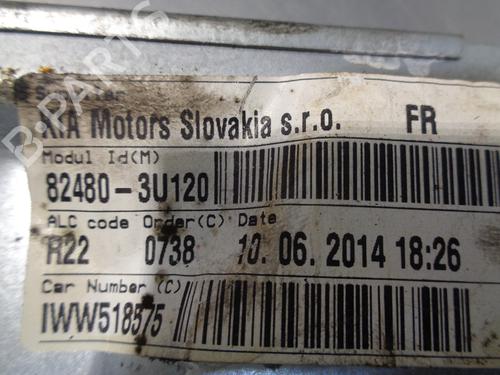 B-PARTS
KIA Motors Slovakia s.r.o. FR
Modul Id(M)
82480-3U120
ALC code Order(C) Date
R22 0738 10. 06. 2014 18:26
Car Number (C)
IWW518575